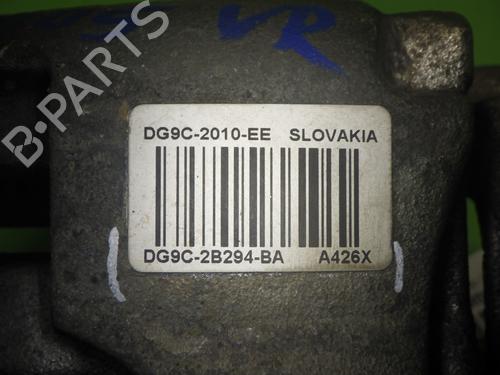 VR
DG9C-2010-EE SLOVAKIA
DG9C-2B294-BA A426X
B-PARTS